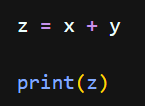 z = x + y
print(z)